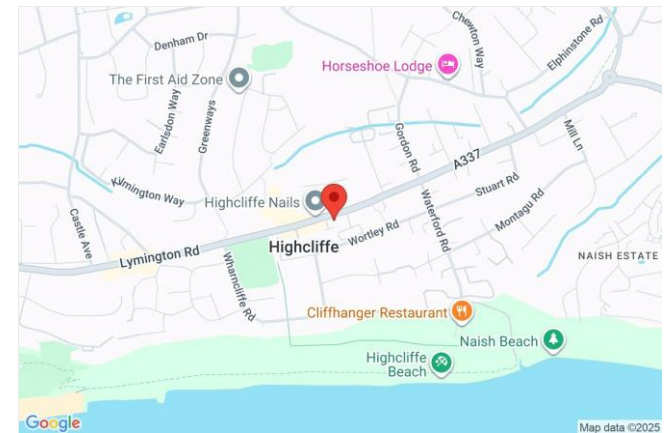 Denham Dr
Chewton Way
Elphinstone Rd
Horseshoe Lodge
The First Aid Zone
Earlsdon Way
Greenways
Gordon Rd
A337
Mill Ln
Lymington Way
Highcliffe Nails
Stuart Rd
Castle Ave
Waterford Rd
Montagu Rd
Wortley Rd
Highcliffe
Lymington Rd
Wharncliffe Rd
NAISH ESTATE
Cliffhanger Restaurant
Naish Beach
Highcliffe
Beach
Google
Map data ©2025